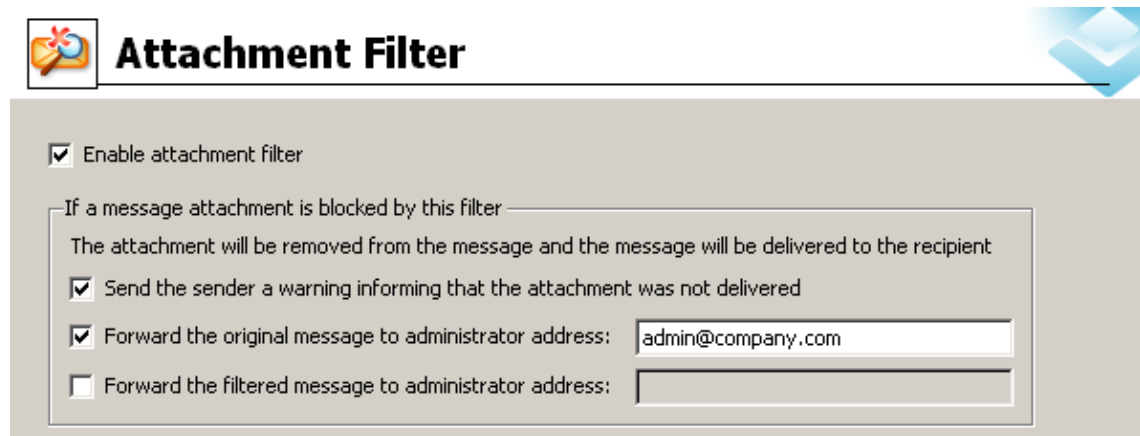 Attachment Filter
Enable attachment filter
If a message attachment is blocked by this filter
The attachment will be removed from the message and the message will be delivered to the recipient
Send the sender a warning informing that the attachment was not delivered
Forward the original message to administrator address: admin@company.com
Forward the filtered message to administrator address: